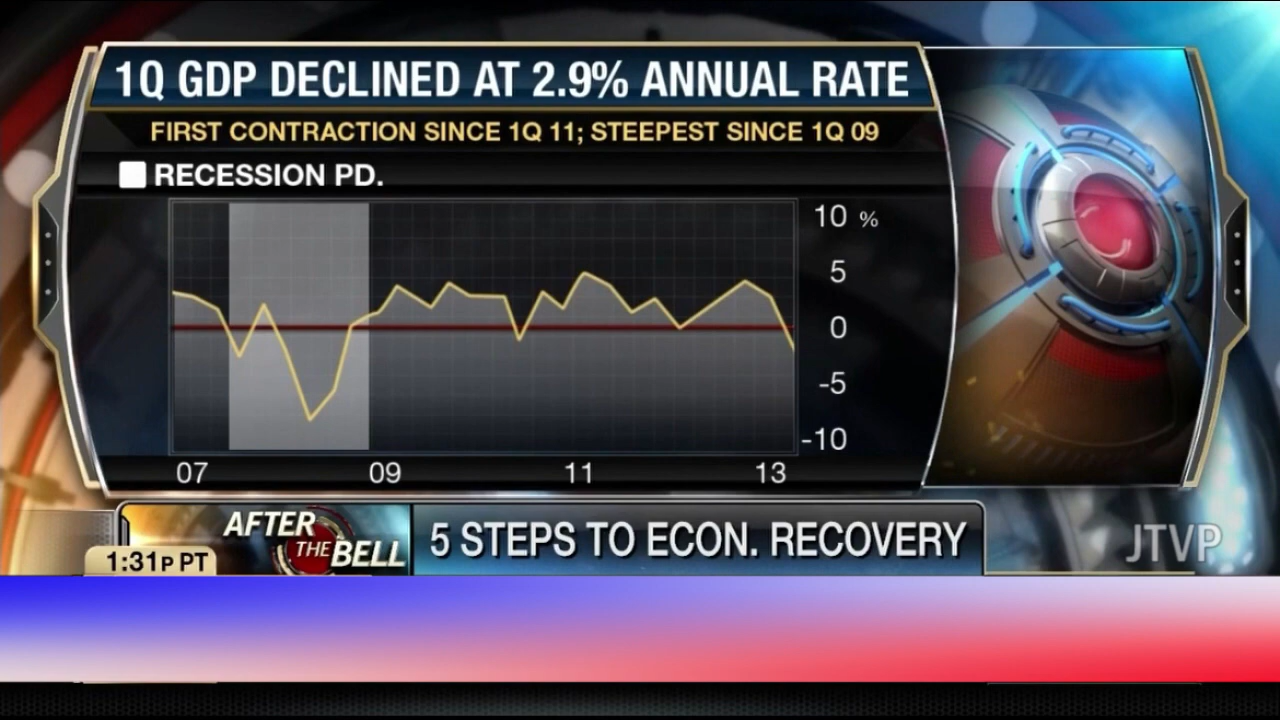 1Q GDP DECLINED AT 2.9% ANNUAL RATE
FIRST CONTRACTION SINCE 1Q 11; STEEPEST SINCE 1Q 09
RECESSION PD.
10 %
5
0
-5
-10
07 09 11 13
AFTER THE BELL
5 STEPS TO ECON. RECOVERY
JTVP
1:31P PT